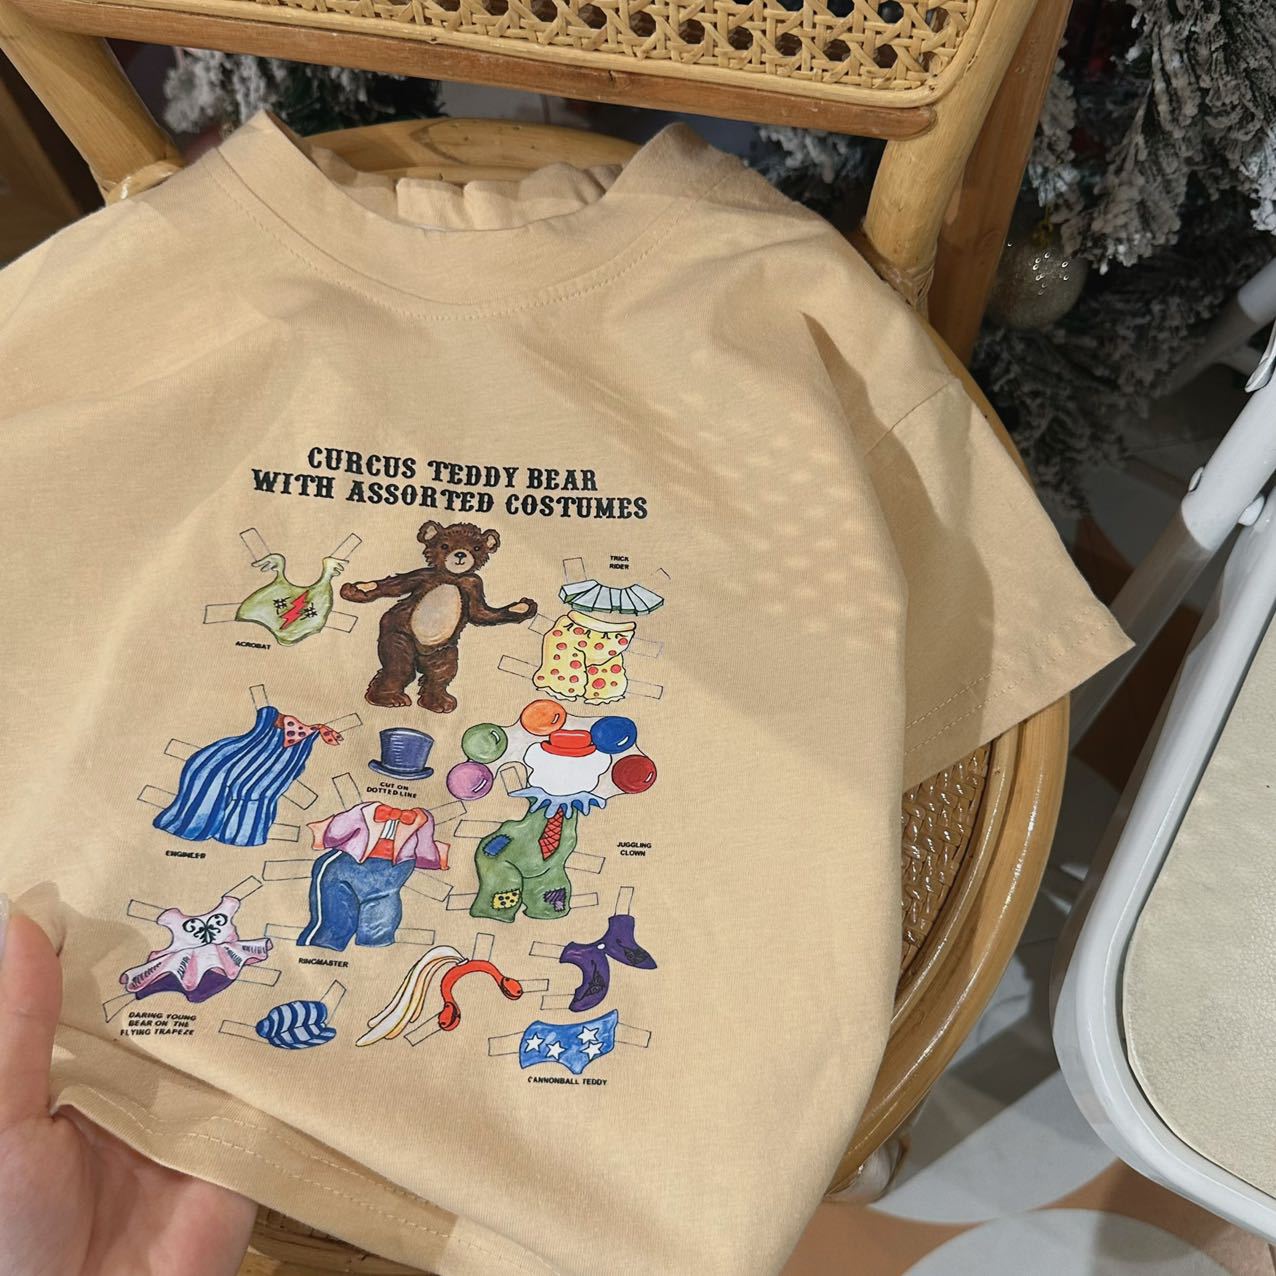 CURCUS TEDDY BEAR
WITH ASSORTED COSTUMES
TRICK
RIDER
ACROBAT
CUT ON
DOTTED LINE
ENGINEER
JUGGLING
CLOWN
RINGMASTER
DARING YOUNG
BEAR ON THE
FLYING TRAPEZE
CANNONBALL TEDDY